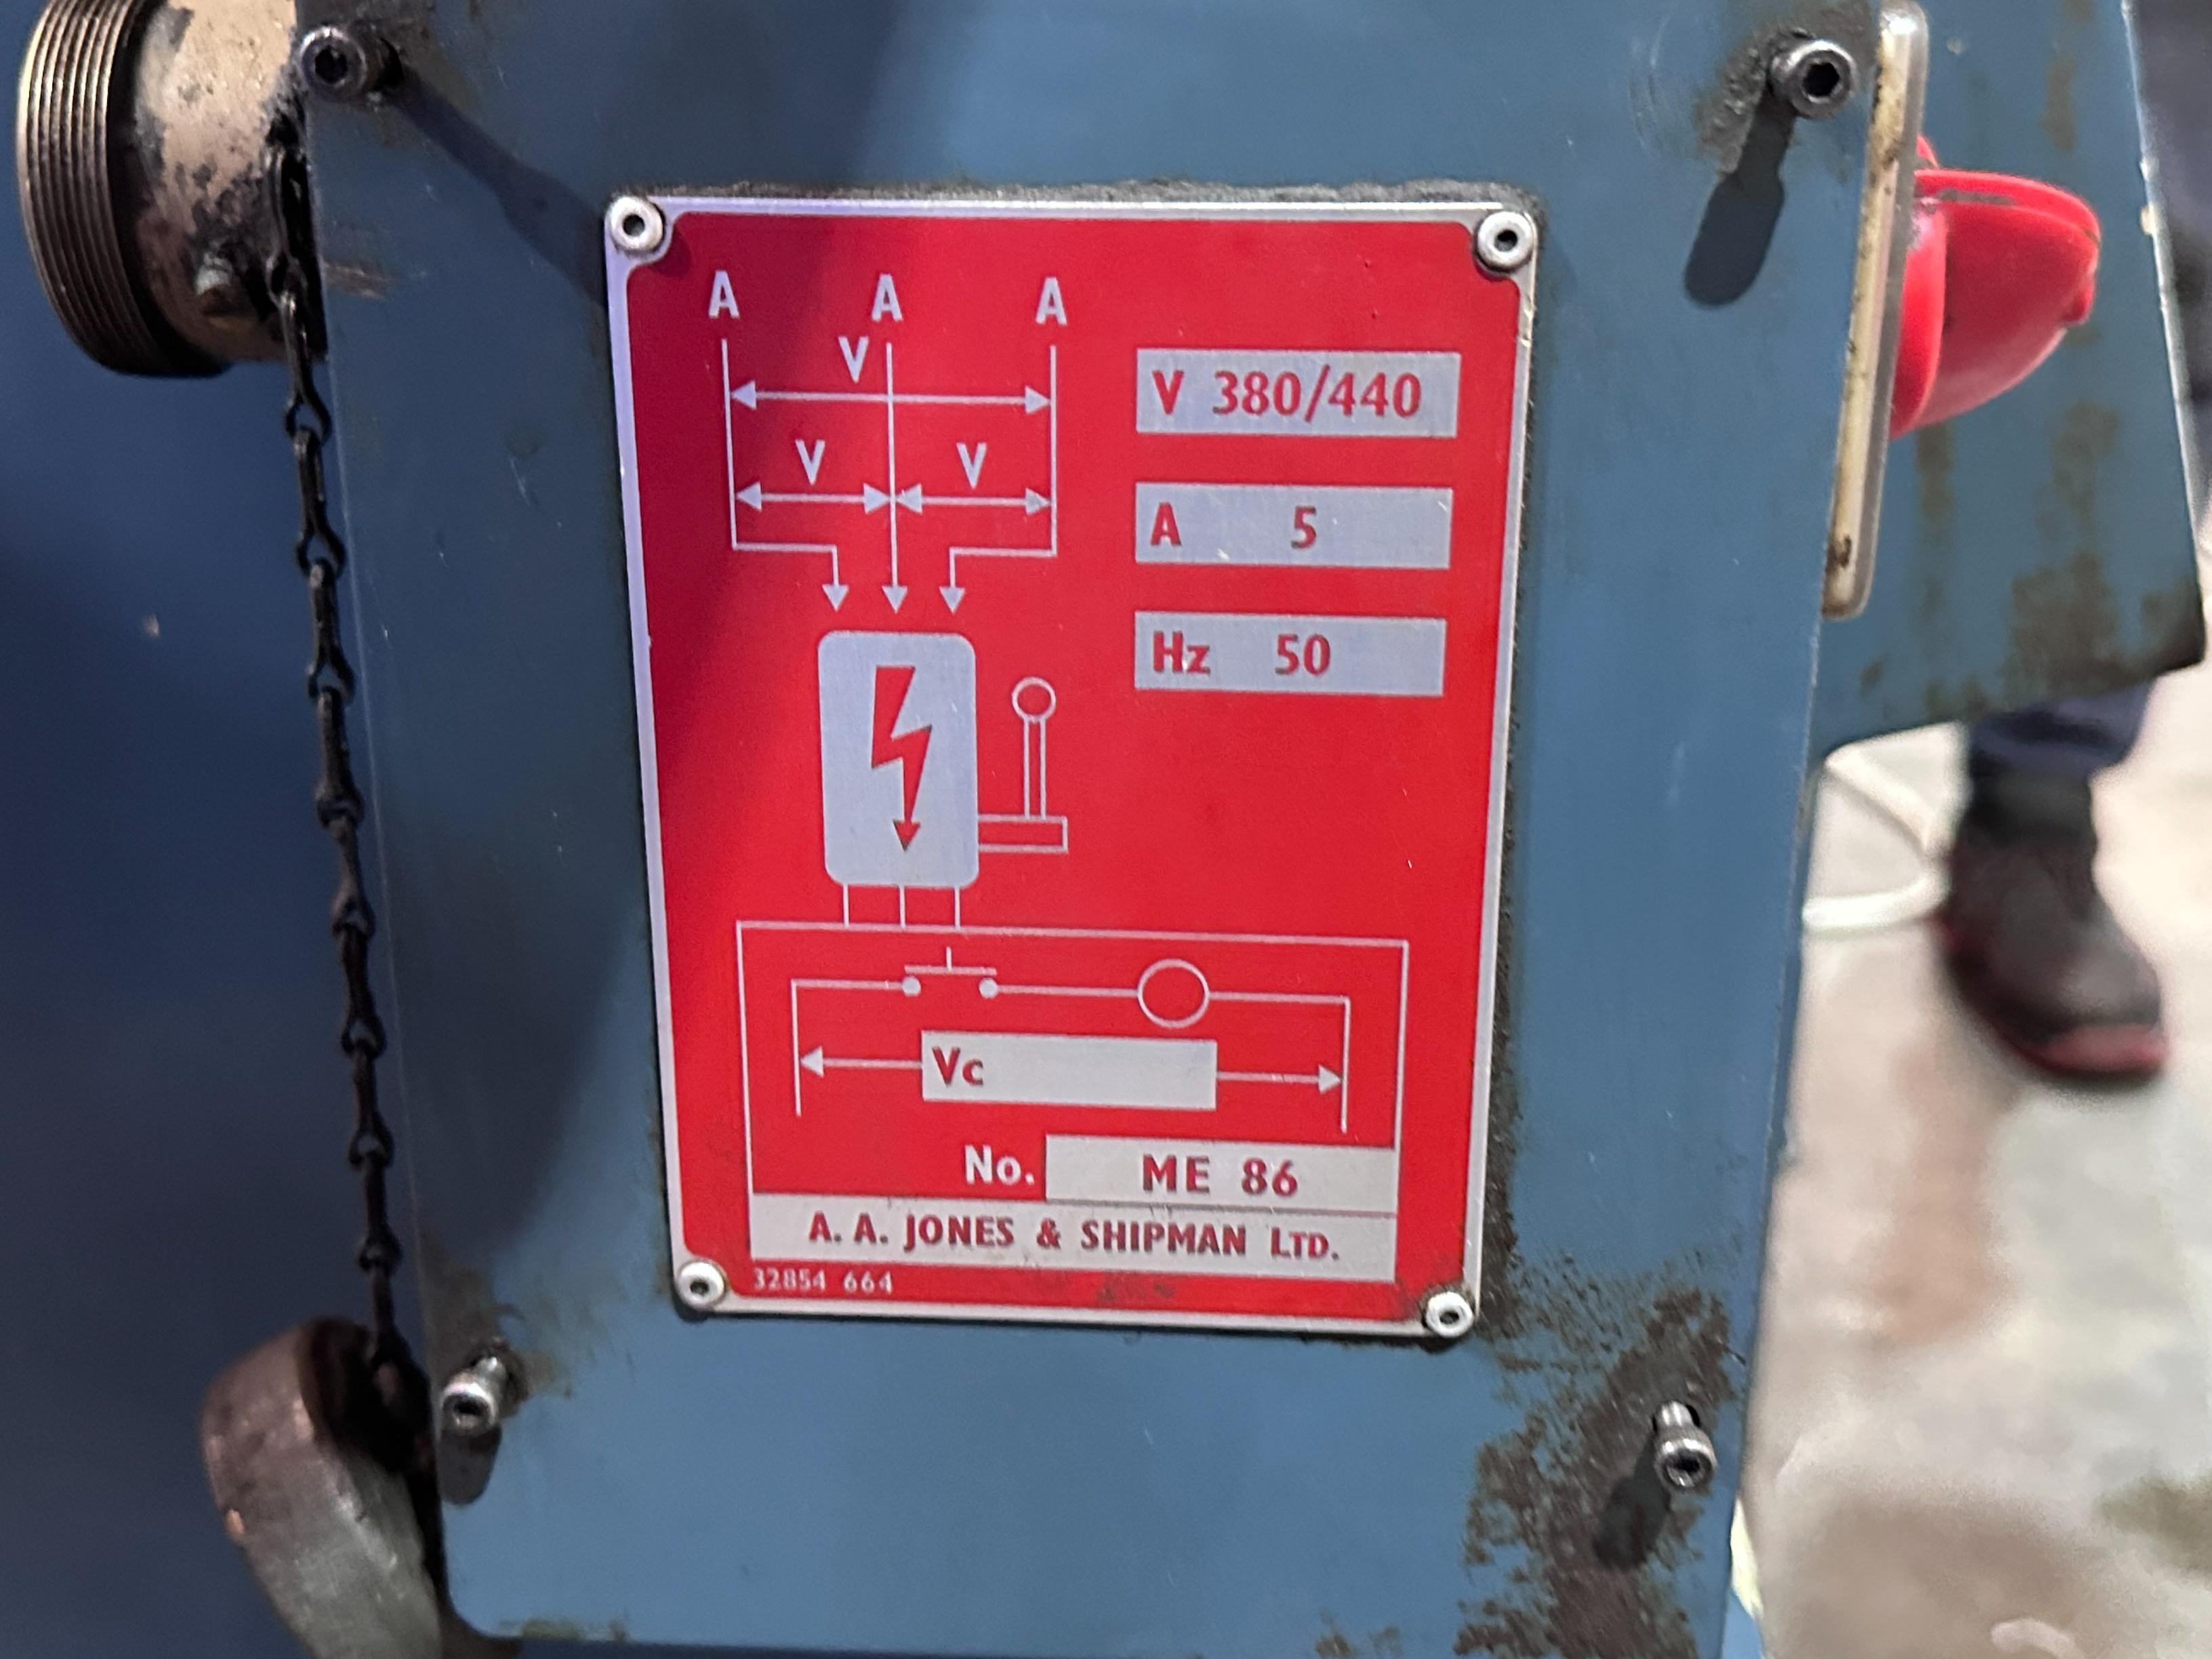 A A A
V
V V
V 380/440
A 5
Hz 50
Vc
No. ME 86
A. A. JONES & SHIPMAN LTD.
32854 664